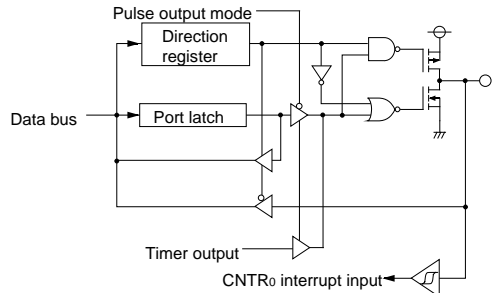 Pulse output mode
Direction
register
Data bus
Port latch
Timer output
CNTR0 interrupt input